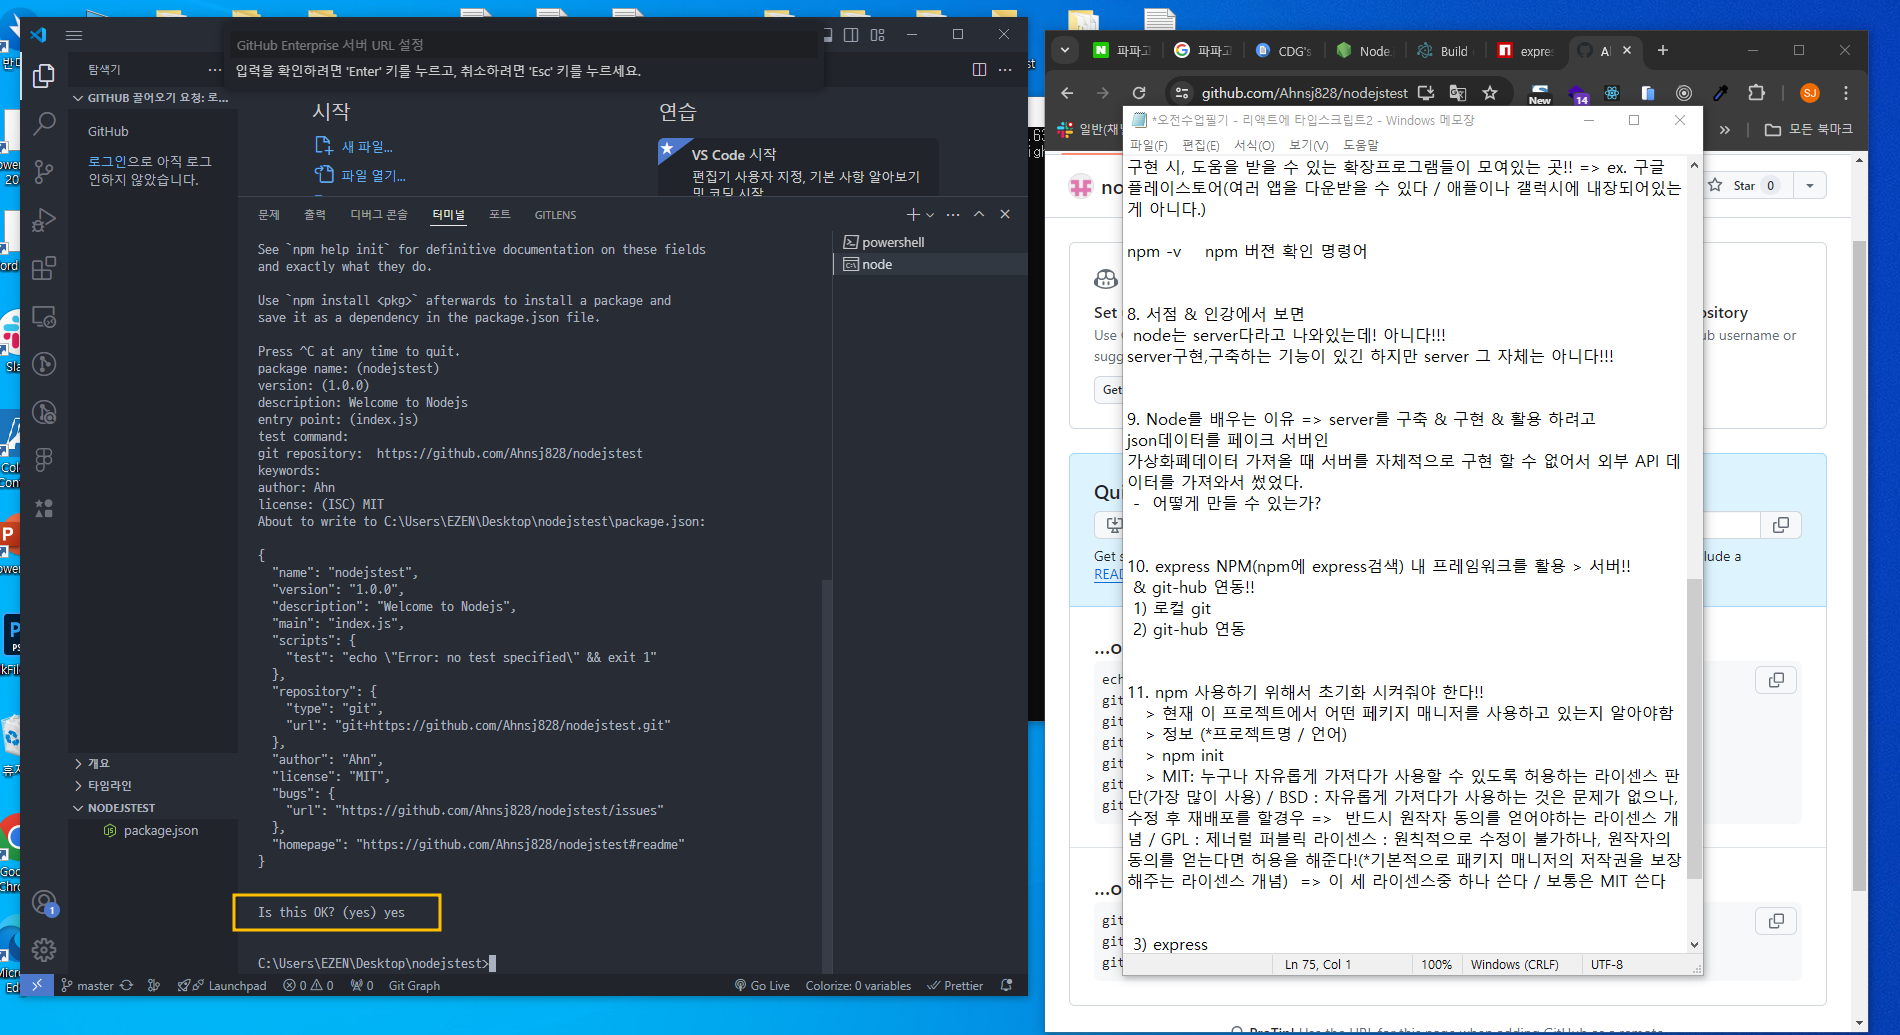 GitHub Enterprise 서버 URL 설정
입력을 확인하려면 'Enter' 키를 누르고, 취소하려면 'Esc' 키를 누르세요.
탐색기
GITHUB 끌어오기 요청: 로...
GitHub
로그인으로 아직 로그
인하지 않았습니다.
개요
타임라인
NODEJSTEST
package.json
시작
새 파일...
파일 열기...
연습
VS Code 시작
편집기 사용자 지정, 기본 사항 알아보기
및 코딩 시작
문제 출력 디버그 콘솔 터미널 포트 GITLENS
powershell
node
See `npm help init` for definitive documentation on these fields
and exactly what they do.
Use `npm install <pkg>` afterwards to install a package and
save it as a dependency in the package.json file.
Press ^C at any time to quit.
package name: (nodejstest)
version: (1.0.0)
description: Welcome to Nodejs
entry point: (index.js)
test command:
git repository:  https://github.com/Ahnsj828/nodejstest
keywords:
author: Ahn
license: (ISC) MIT
About to write to C:\Users\EZEN\Desktop\nodejstest\package.json:
{
  "name": "nodejstest",
  "version": "1.0.0",
  "description": "Welcome to Nodejs",
  "main": "index.js",
  "scripts": {
    "test": "echo \"Error: no test specified\" && exit 1"
  },
  "repository": {
    "type": "git",
    "url": "git+https://github.com/Ahnsj828/nodejstest.git"
  },
  "author": "Ahn",
  "license": "MIT",
  "bugs": {
    "url": "https://github.com/Ahnsj828/nodejstest/issues"
  },
  "homepage": "https://github.com/Ahnsj828/nodejstest#readme"
}
Is this OK? (yes) yes
C:\Users\EZEN\Desktop\nodejstest>
1
master Launchpad 0 0 0 Git Graph Go Live Colorize: 0 variables Prettier
파파고 파파고 CDG's Node. Build expres Al
github.com/Ahnsj828/nodejstest
New 14 SJ
일반(채널 » 모든 북마크
*오전수업필기 - 리액트에 타입스크립트2 - Windows 메모장
파일(F) 편집(E) 서식(O) 보기(V) 도움말
구현 시, 도움을 받을 수 있는 확장프로그램들이 모여있는 곳!! => ex. 구글
플레이스토어(여러 앱을 다운받을 수 있다 / 애플이나 갤럭시에 내장되어있는
게 아니다.)
npm -v    npm 버젼 확인 명령어
8. 서점 & 인강에서 보면
node는 server다라고 나와있는데! 아니다!!!
server구현,구축하는 기능이 있긴 하지만 server 그 자체는 아니다!!!
9. Node를 배우는 이유 => server를 구축 & 구현 & 활용 하려고
json데이터를 페이크 서버인
가상화폐데이터 가져올 때 서버를 자체적으로 구현 할 수 없어서 외부 API 데
이터를 가져와서 썼었다.
-  어떻게 만들 수 있는가?
10. express NPM(npm에 express검색) 내 프레임워크를 활용 > 서버!!
& git-hub 연동!!
1) 로컬 git
2) git-hub 연동
11. npm 사용하기 위해서 초기화 시켜줘야 한다!!
> 현재 이 프로젝트에서 어떤 페키지 매니저를 사용하고 있는지 알아야함
> 정보 (*프로젝트명 / 언어)
> npm init
> MIT: 누구나 자유롭게 가져다가 사용할 수 있도록 허용하는 라이센스 판
단(가장 많이 사용) / BSD : 자유롭게 가져다가 사용하는 것은 문제가 없으나,
수정 후 재배포를 할경우 =>  반드시 원작자 동의를 얻어야하는 라이센스 개
념 / GPL : 제너럴 퍼블릭 라이센스 : 원칙적으로 수정이 불가하나, 원작자의
동의를 얻는다면 허용을 해준다!(*기본적으로 패키지 매니저의 저작권을 보장
해주는 라이센스 개념)  => 이 세 라이센스중 하나 쓴다 / 보통은 MIT 쓴다
3) express
Ln 75, Col 1 100% Windows (CRLF) UTF-8
no
Star 0
Set
ository
Use
ub username or
sugg
Get
Qui
Get s
lude a
READ
...o
ech
git
git
git
git
git
git
...o
git
git
git
ProTip! Use the URL for this page when adding GitHub as a remote.